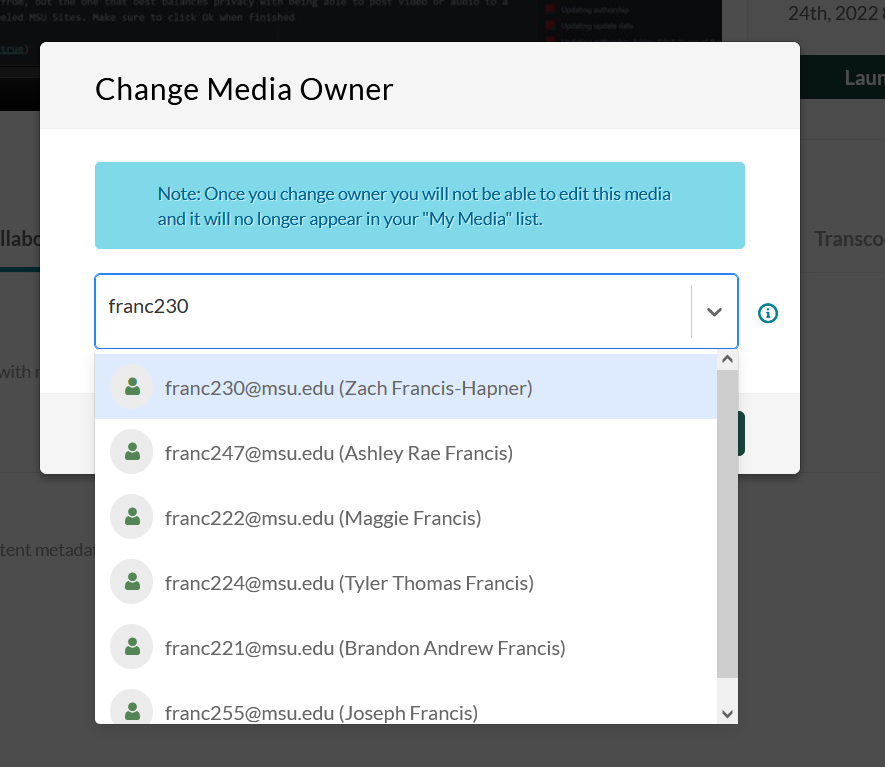 from, but the one that best balances privacy with being able to post video or audio to a
eled MSU Sites. Make sure to click Ok when finished
true)
Updating authorship
Updating update date
24th, 2022
Laun
Change Media Owner
Note: Once you change owner you will not be able to edit this media
and it will no longer appear in your "My Media" list.
llabo
Transco
franc230
with r
franc230@msu.edu (Zach Francis-Hapner)
franc247@msu.edu (Ashley Rae Francis)
franc222@msu.edu (Maggie Francis)
tent metadat
franc224@msu.edu (Tyler Thomas Francis)
franc221@msu.edu (Brandon Andrew Francis)
franc255@msu.edu (Joseph Francis)